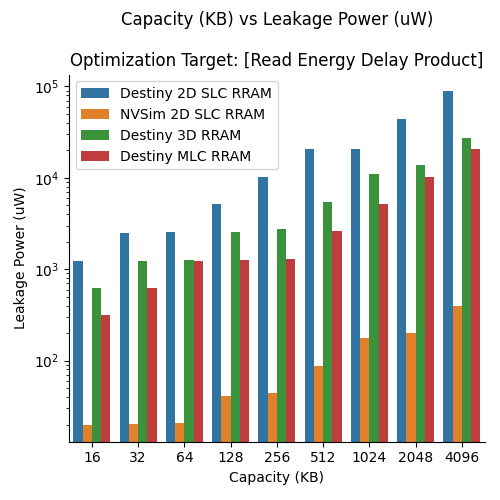 Capacity (KB) vs Leakage Power (uW)
Optimization Target: [Read Energy Delay Product]
Destiny 2D SLC RRAM
NVSim 2D SLC RRAM
Destiny 3D RRAM
Destiny MLC RRAM
Leakage Power (uW)
10^5
10^4
10^3
10^2
16 32 64 128 256 512 1024 2048 4096
Capacity (KB)